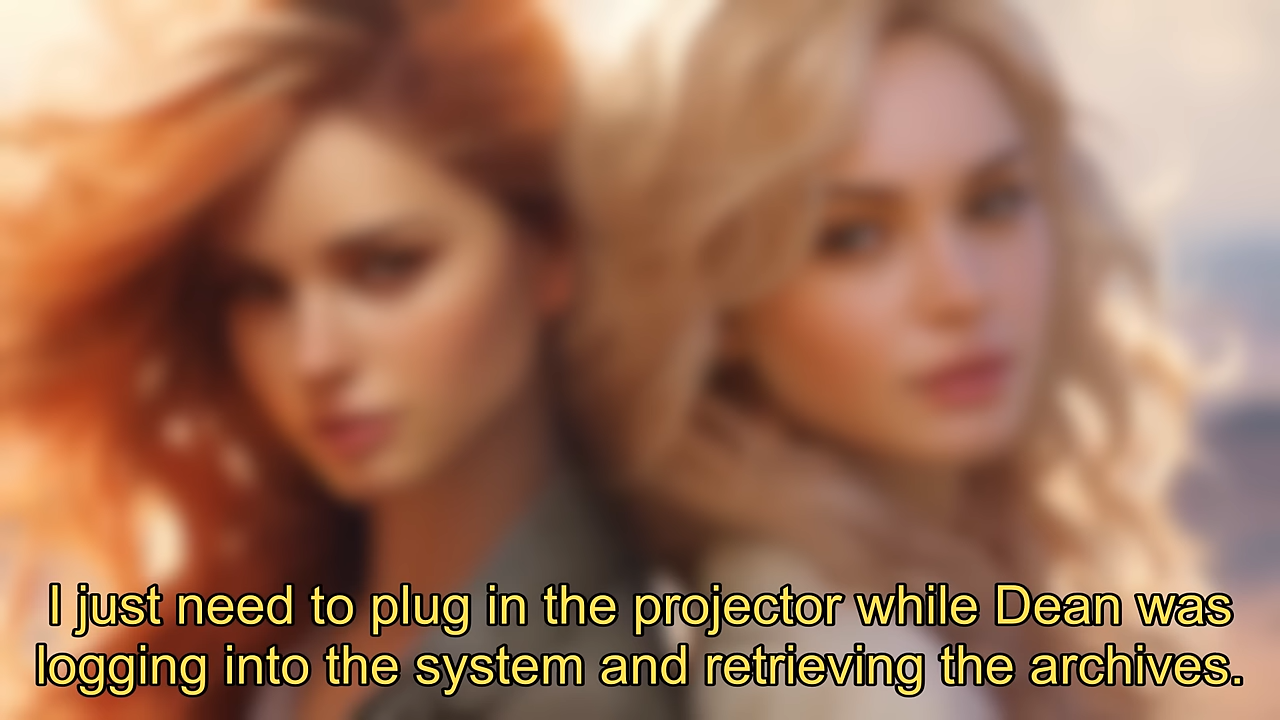 I just need to plug in the projector while Dean was
logging into the system and retrieving the archives.